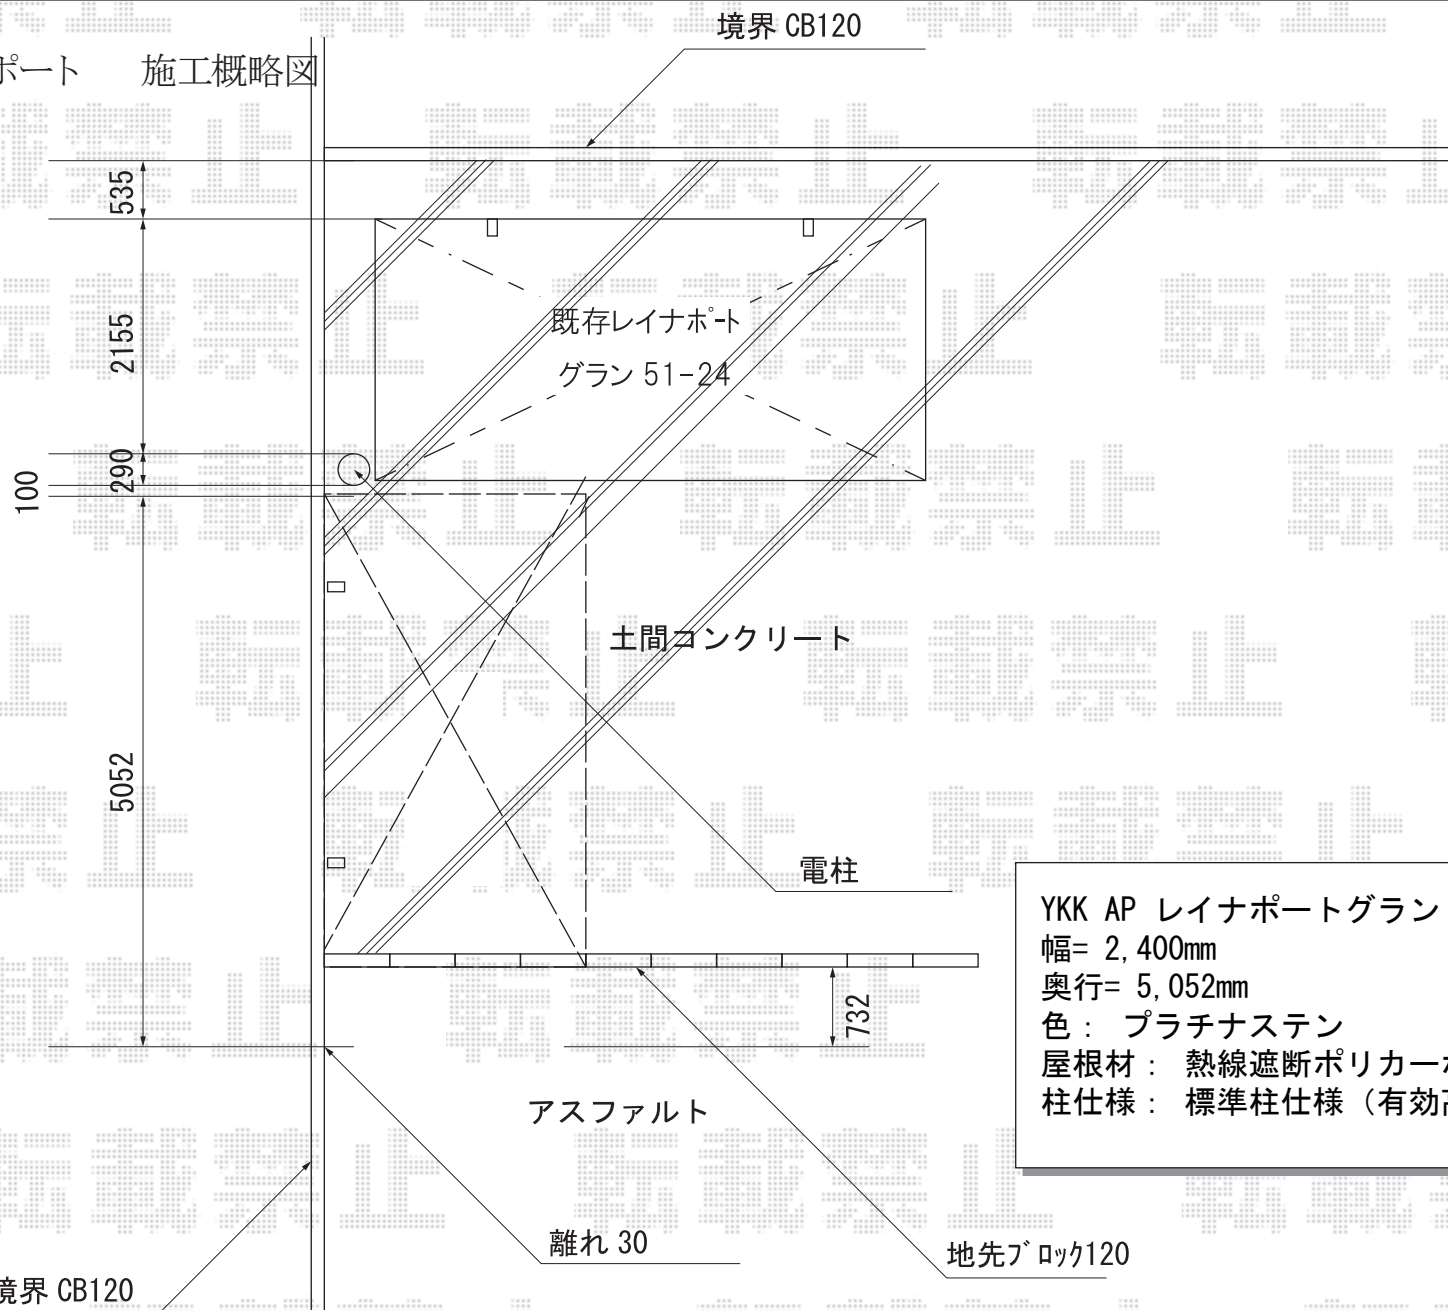 境界 CB120
ポート 施工概略図
535
2155
290
100
5052
既存レイナポート
グラン 51-24
土間コンクリート
電柱
732
YKK AP レイナポートグラン
幅= 2,400mm
奥行= 5,052mm
色： プラチナステン
屋根材： 熱線遮断ポリカーボ
柱仕様： 標準柱仕様（有効高
アスファルト
離れ 30
地先ブロック120
境界 CB120
転載禁止